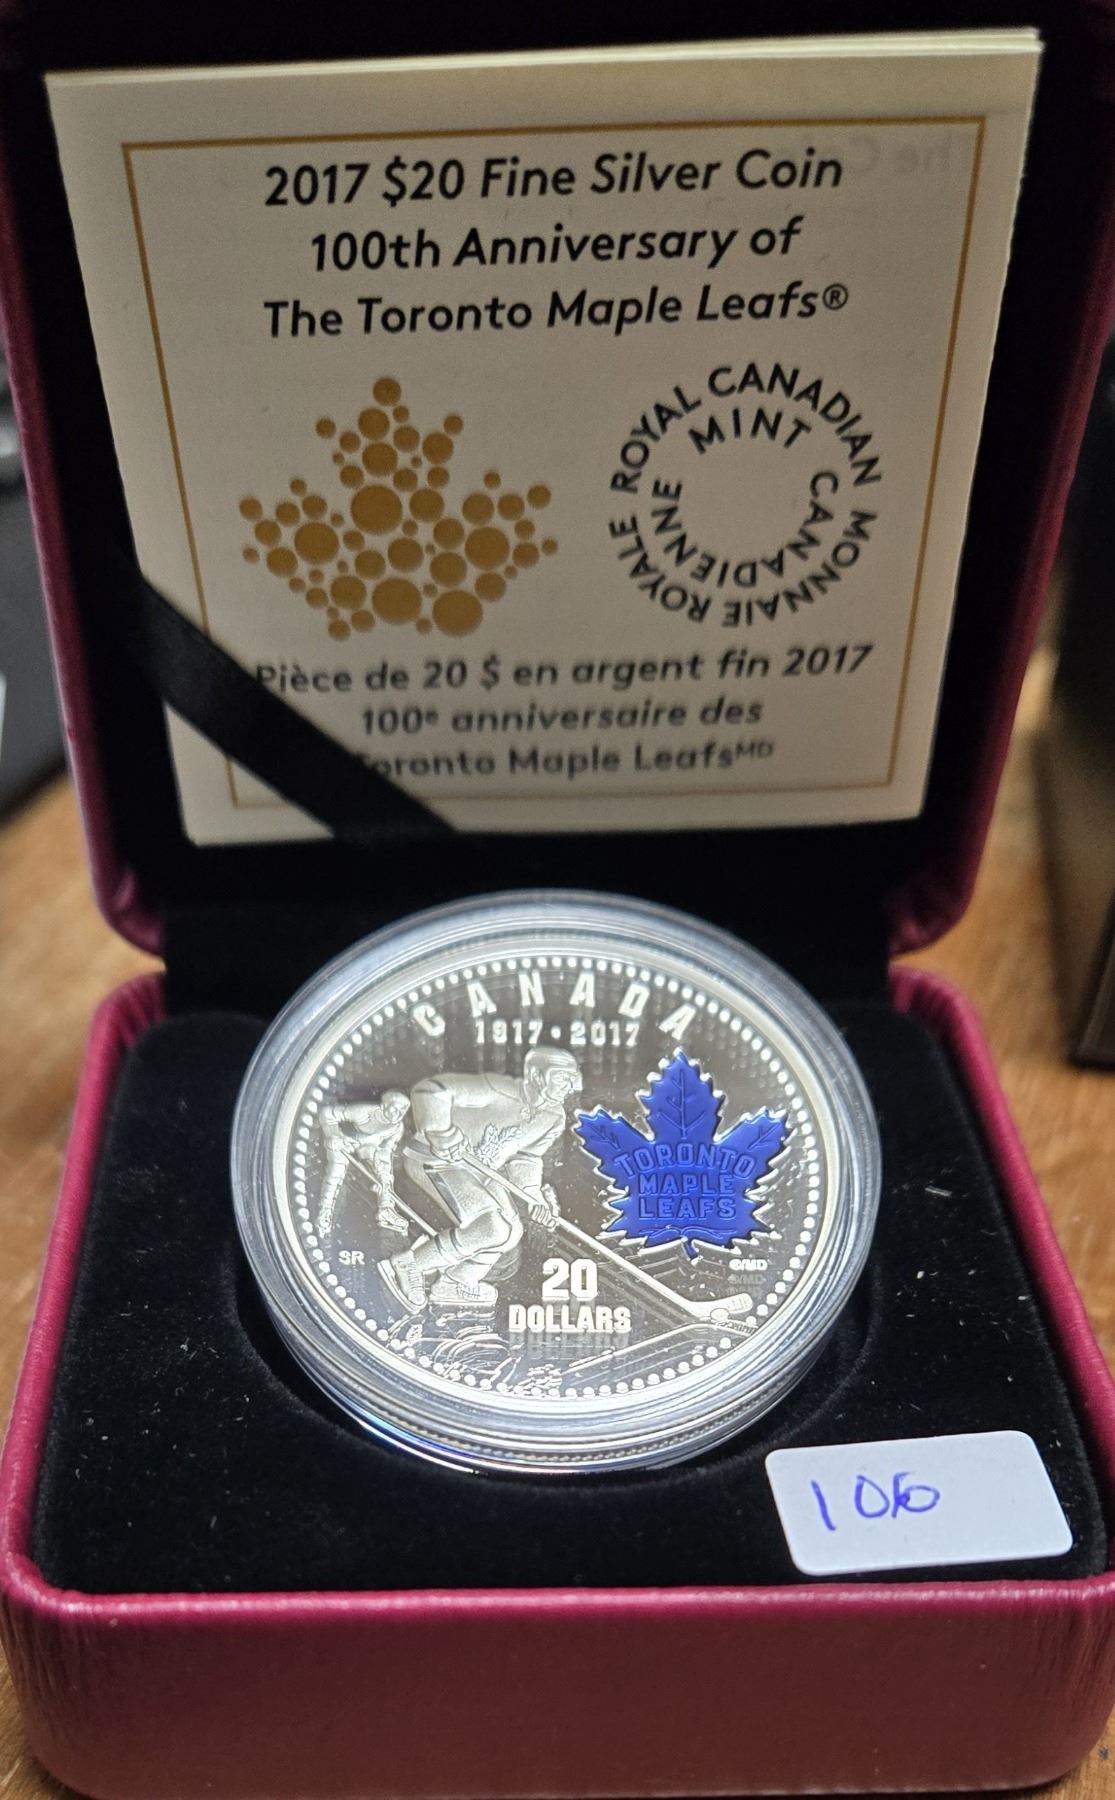 2017 $20 Fine Silver Coin
100th Anniversary of
The Toronto Maple Leafs®
ROYAL CANADIAN MINT
MONNAIE ROYALE CANADIENNE
Pièce de 20 $ en argent fin 2017
100e anniversaire des
Toronto Maple LeafsMD
CANADA
1917 • 2017
TORONTO
MAPLE
LEAFS
SR
©/MD
20
DOLLARS
106